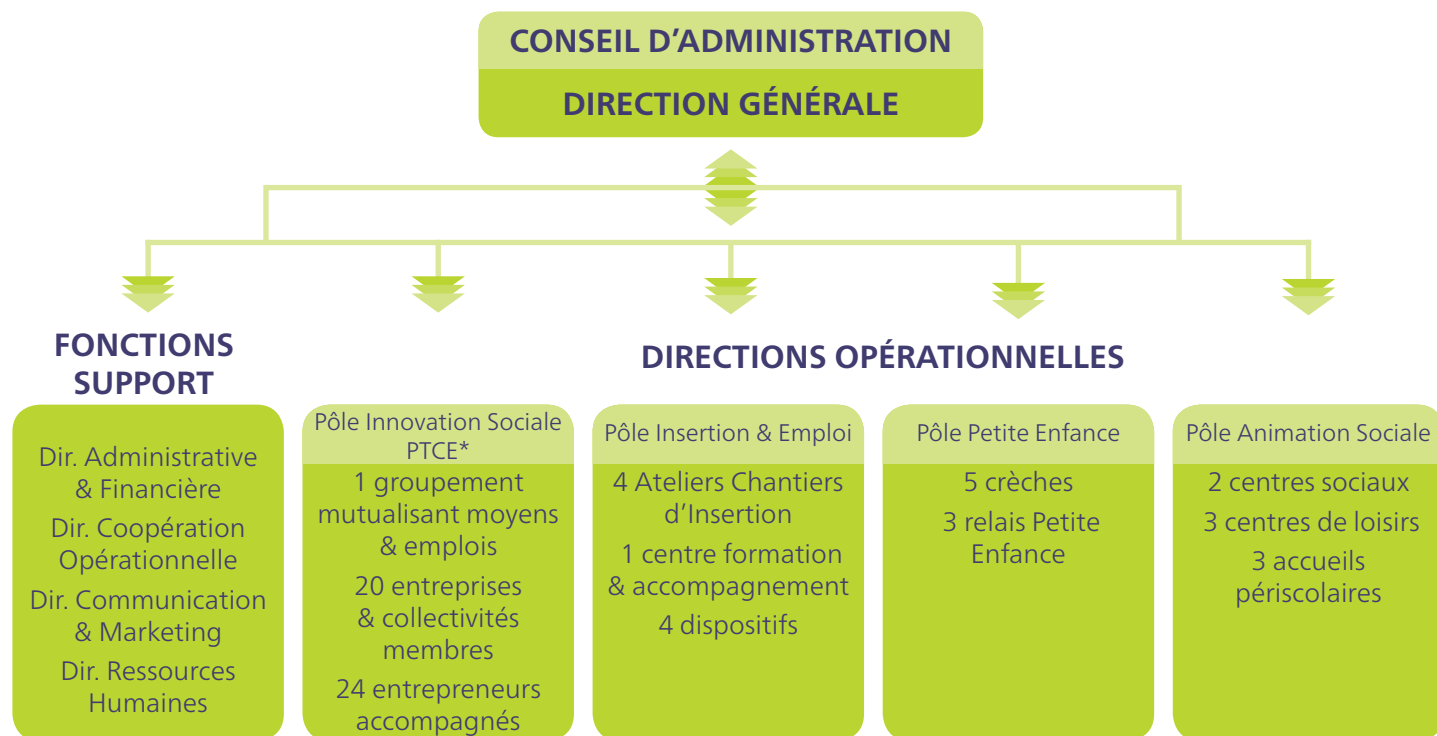 CONSEIL D’ADMINISTRATION
DIRECTION GÉNÉRALE
FONCTIONS
SUPPORT
Dir. Administrative
& Financière
Dir. Coopération
Opérationnelle
Dir. Communication
& Marketing
Dir. Ressources
Humaines
DIRECTIONS OPÉRATIONNELLES
Pôle Innovation Sociale
PTCE*
1 groupement
mutualisant moyens
& emplois
20 entreprises
& collectivités
membres
24 entrepreneurs
accompagnés
Pôle Insertion & Emploi
4 Ateliers Chantiers
d’Insertion
1 centre formation
& accompagnement
4 dispositifs
Pôle Petite Enfance
5 crèches
3 relais Petite
Enfance
Pôle Animation Sociale
2 centres sociaux
3 centres de loisirs
3 accueils
périscolaires